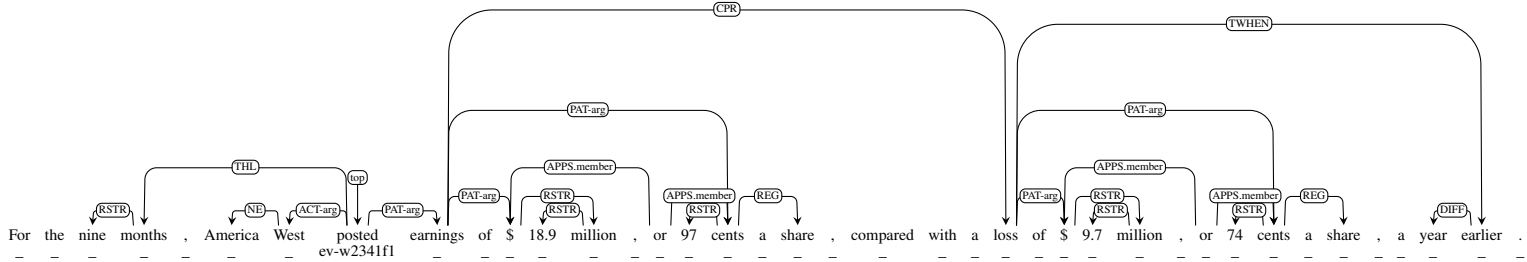 CPR
TWHEN
PAT-arg PAT-arg
THL top APPS.member APPS.member
PAT-arg RSTR APPS.member REG PAT-arg RSTR APPS.member REG
RSTR NE ACT-arg PAT-arg RSTR RSTR RSTR RSTR DIFF
For the nine months , America West posted earnings of $ 18.9 million , or 97 cents a share , compared with a loss of $ 9.7 million , or 74 cents a share , a year earlier .
_ _ _ _ _ _ _ ev-w2341f1 _ _ _ _ _ _ _ _ _ _ _ _ _ _ _ _ _ _ _ _ _ _ _ _ _ _ _ _ _ _ _ _